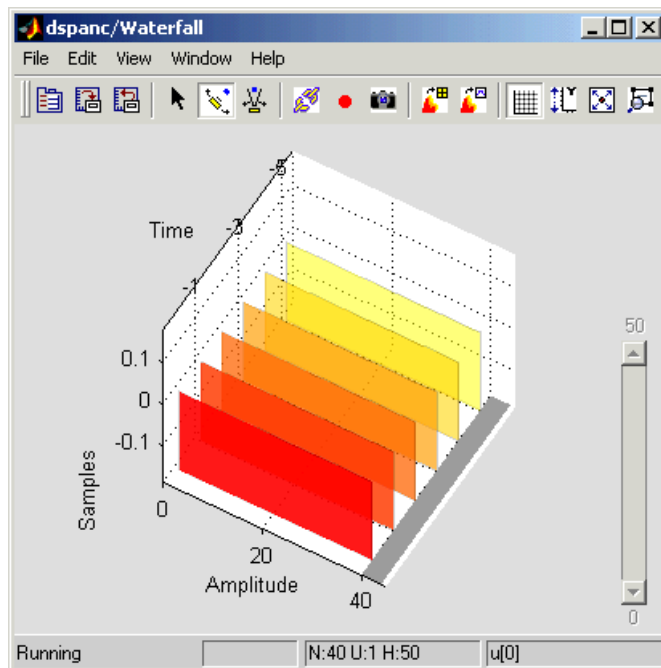 dspanc/Waterfall
File Edit View Window Help
-5
Time
-3
-1
50
0.1
0
-0.1
Samples
0
20
Amplitude
40
0
Running
N:40 U:1 H:50
u[0]